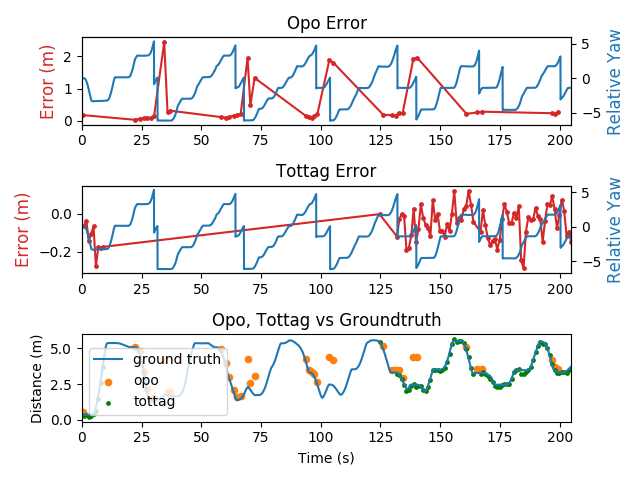 Opo Error
Error (m)
2
1
0
5
0
−5
Relative Yaw
0 25 50 75 100 125 150 175 200
Tottag Error
Error (m)
0.0
−0.2
5
0
−5
Relative Yaw
0 25 50 75 100 125 150 175 200
Opo, Tottag vs Groundtruth
Distance (m)
5.0
2.5
0.0
ground truth
opo
tottag
0 25 50 75 100 125 150 175 200
Time (s)